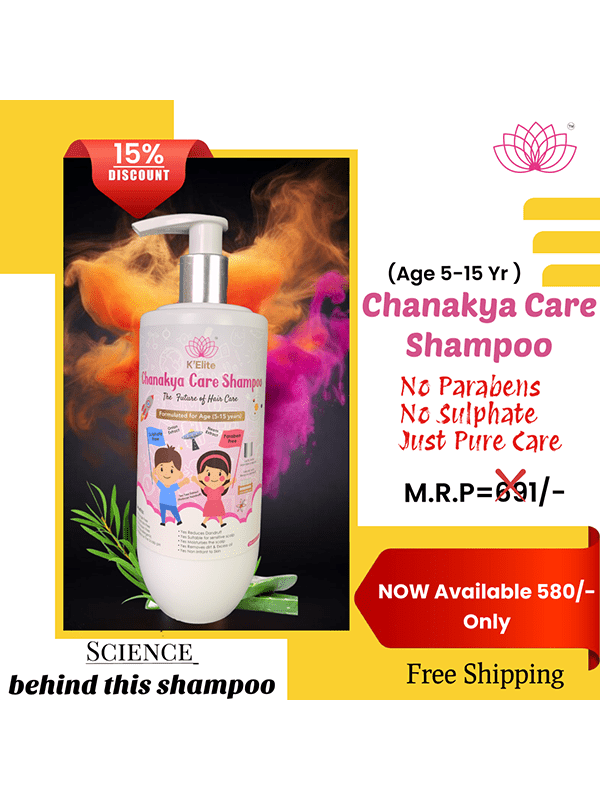 15%
DISCOUNT
TM
(Age 5-15 Yr )
Chanakya Care
Shampoo
No Parabens
No Sulphate
Just Pure Care
M.R.P=691/-
NOW Available 580/-
Only
Free Shipping
K'Elite
Chanakya Care Shampoo
The Future of Hair Care
Formulated for Age (5-15 years)
SCIENCE_
behind this shampoo